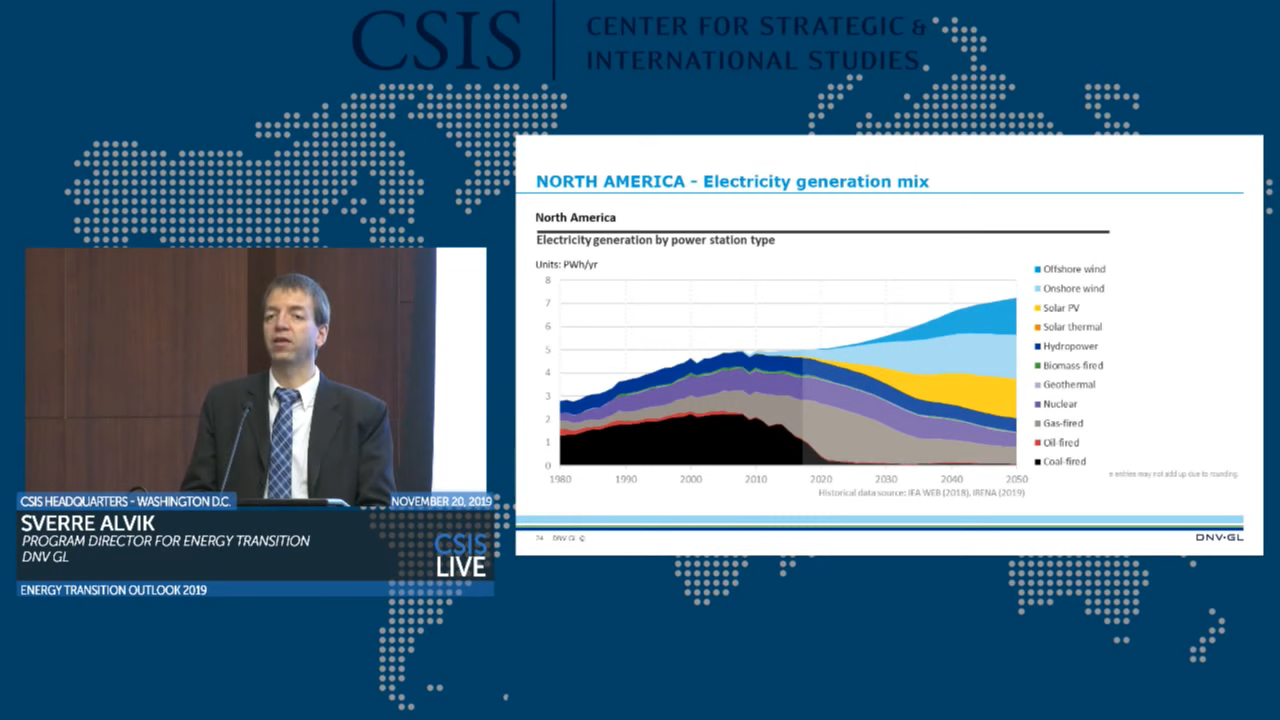 CSIS
CENTER FOR STRATEGIC &
INTERNATIONAL STUDIES
NORTH AMERICA - Electricity generation mix
North America
Electricity generation by power station type
Units: PWh/yr
8
7
6
5
4
3
2
1
0
1980
1990
2000
2010
2020
2030
2040
2050
Offshore wind
Onshore wind
Solar PV
Solar thermal
Hydropower
Biomass-fired
Geothermal
Nuclear
Gas-fired
Oil-fired
Coal-fired
entries may not add up due to rounding.
Historical data source: IEA WEB (2018), IRENA (2019)
DNV GL ©
DNV·GL
CSIS HEADQUARTERS - WASHINGTON D.C.
NOVEMBER 20, 2019
SVERRE ALVIK
PROGRAM DIRECTOR FOR ENERGY TRANSITION
DNV GL
CSIS
LIVE
ENERGY TRANSITION OUTLOOK 2019